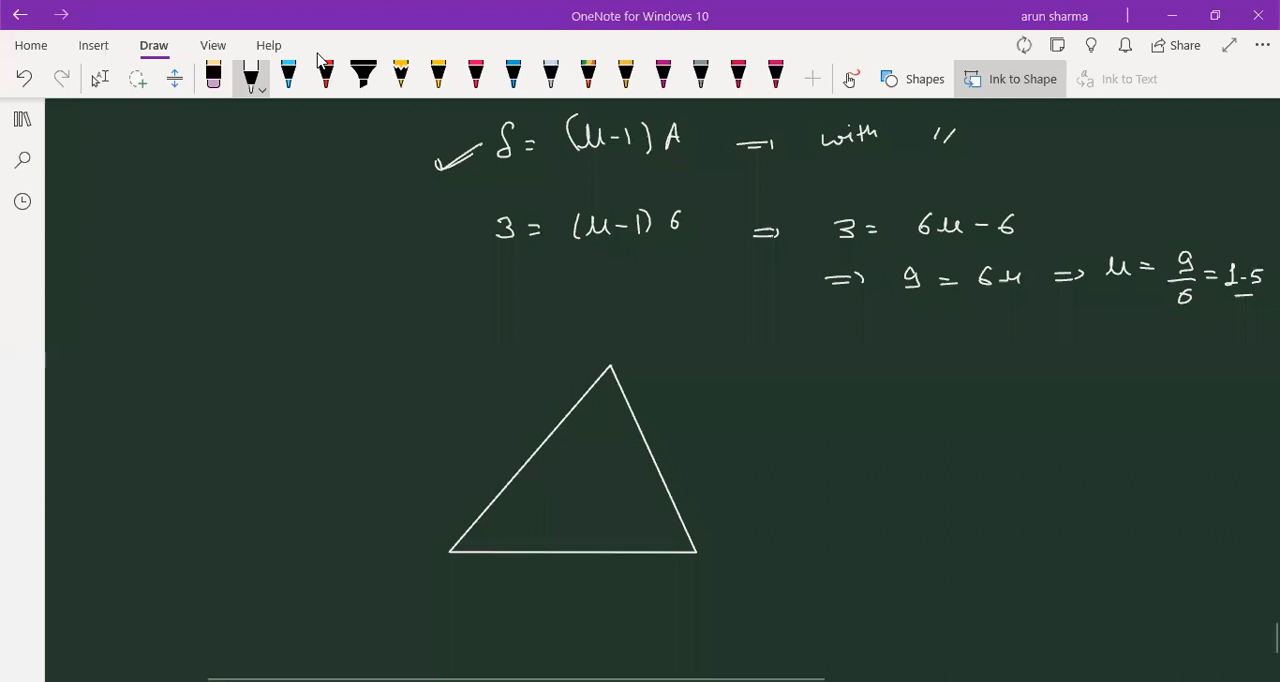 OneNote for Windows 10
arun sharma
Home Insert Draw View Help
Share
Shapes
Ink to Shape
Ink to Text
δ = (μ-1) A ⇒ with "
3 = (μ-1) 6 ⇒ 3 = 6μ - 6
⇒ 9 = 6μ ⇒ μ = 9/6 = 1.5